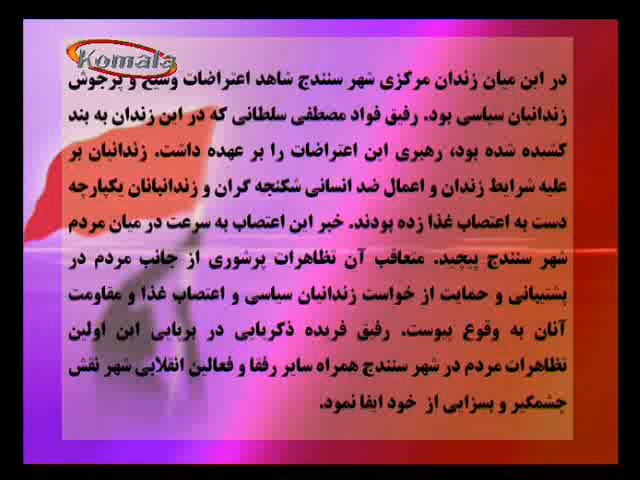 Komala
در این میان زندان مرکزی شهر سنندج شاهد اعتراضات وسیع و پرجوش
زندانیان سیاسی بود. رفیق فواد مصطفی سلطانی که در این زندان به بند
کشیده شده بود، رهبری این اعتراضات را بر عهده داشت. زندانیان بر
علیه شرایط زندان و اعمال ضد انسانی شکنجه گران و زندانبانان یکپارچه
دست به اعتصاب غذا زده بودند. خبر این اعتصاب به سرعت در میان مردم
شهر سنندج پیچید. متعاقب آن تظاهرات پرشوری از جانب مردم در
پشتیبانی و حمایت از خواست زندانیان سیاسی و اعتصاب غذا و مقاومت
آنان به وقوع پیوست. رفیق فریده ذکریایی در برپایی این اولین
تظاهرات مردم در شهر سنندج همراه سایر رفقا و فعالین انقلابی شهر نقش
چشمگیر و بسزایی از خود ایفا نمود.